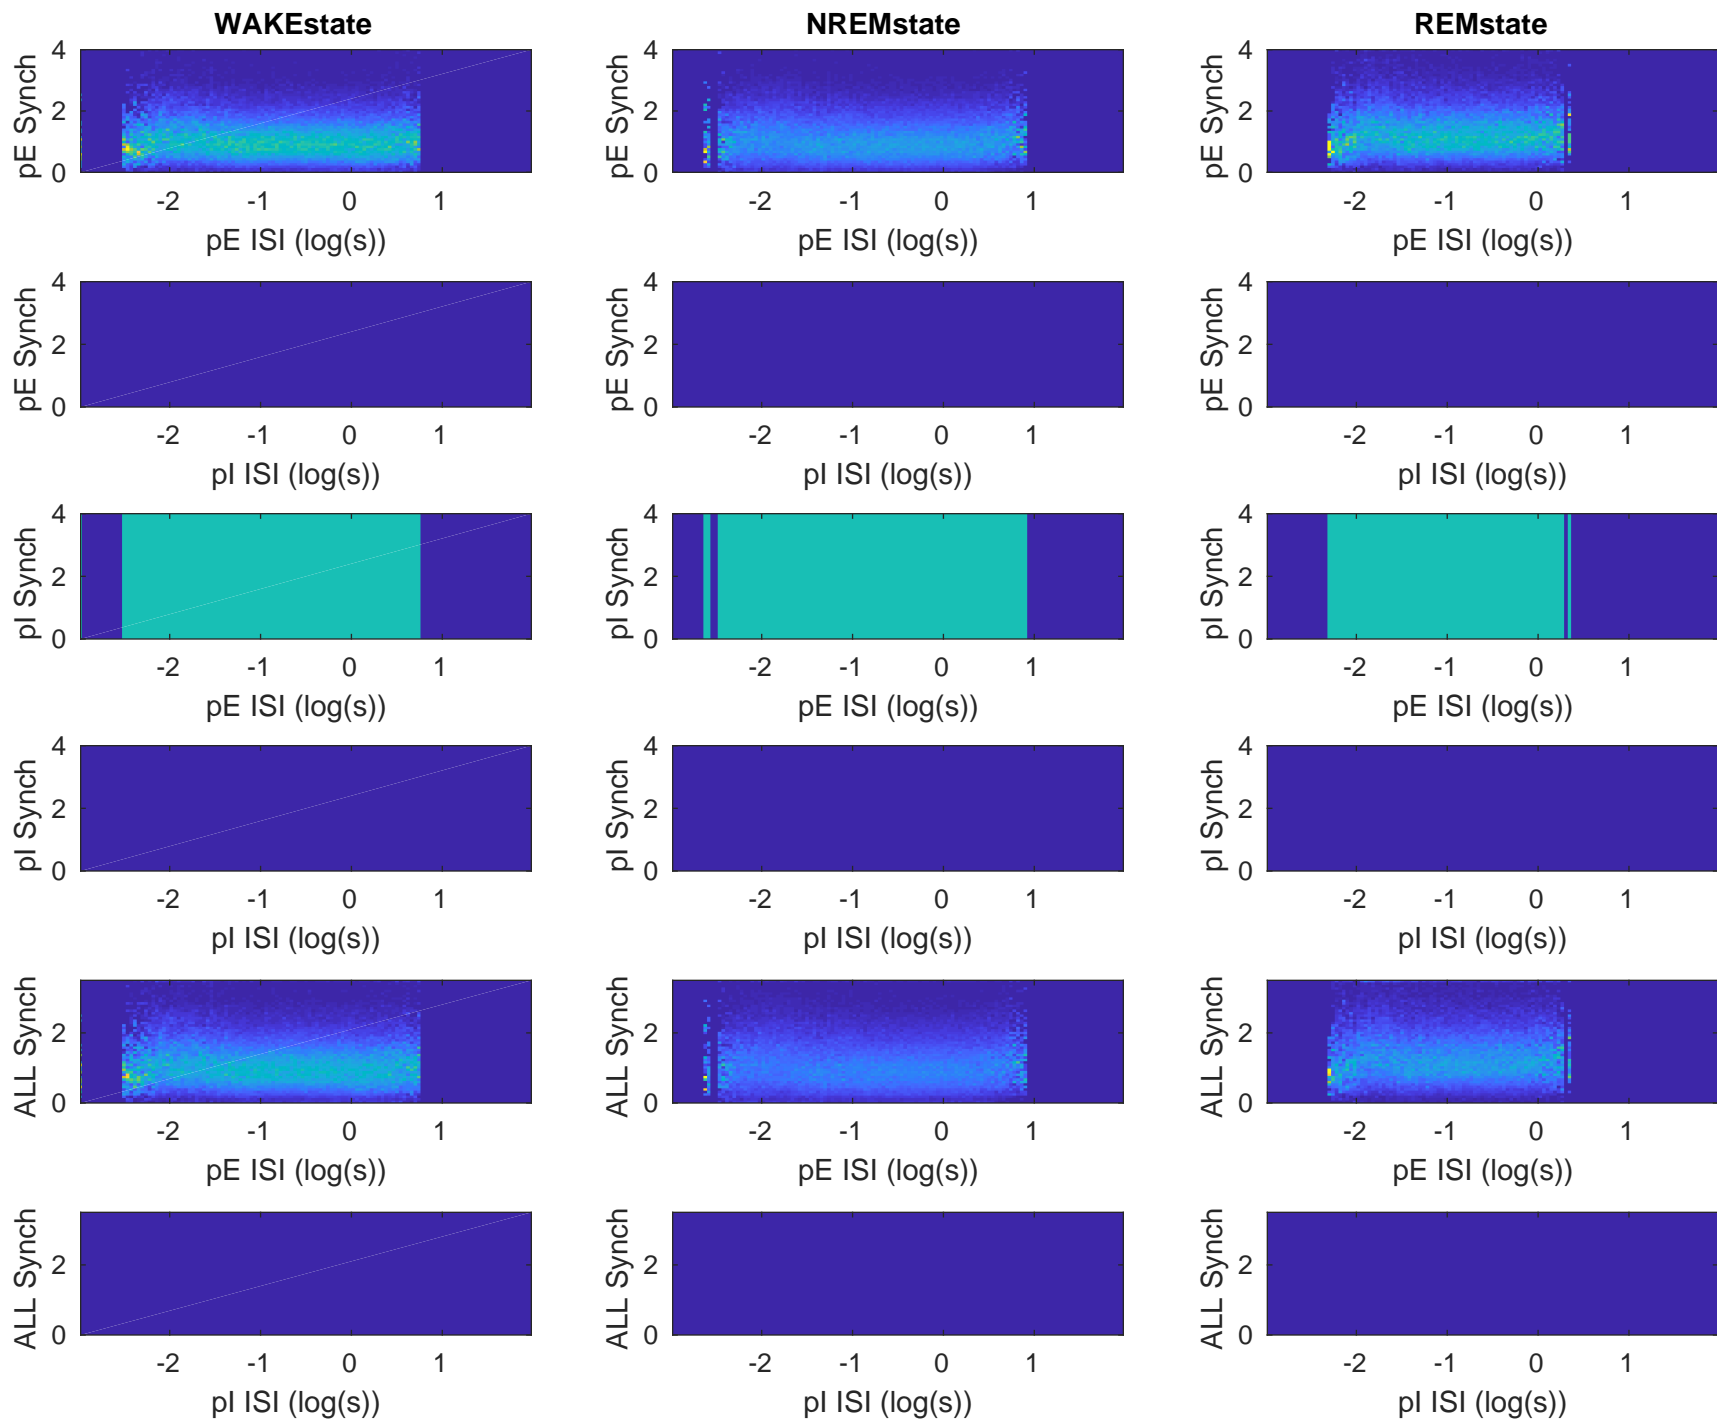 WAKEstate NREMstate REMstate
4 4 4
pE Synch pE Synch pE Synch
2 2 2
0 0 0
-2 -1 0 1 -2 -1 0 1 -2 -1 0 1
pE ISI (log(s)) pE ISI (log(s)) pE ISI (log(s))
4 4 4
pE Synch pE Synch pE Synch
2 2 2
0 0 0
-2 -1 0 1 -2 -1 0 1 -2 -1 0 1
pI ISI (log(s)) pI ISI (log(s)) pI ISI (log(s))
4 4 4
pI Synch pI Synch pI Synch
2 2 2
0 0 0
-2 -1 0 1 -2 -1 0 1 -2 -1 0 1
pE ISI (log(s)) pE ISI (log(s)) pE ISI (log(s))
4 4 4
pI Synch pI Synch pI Synch
2 2 2
0 0 0
-2 -1 0 1 -2 -1 0 1 -2 -1 0 1
pI ISI (log(s)) pI ISI (log(s)) pI ISI (log(s))
ALL Synch ALL Synch ALL Synch
2 2 2
0 0 0
-2 -1 0 1 -2 -1 0 1 -2 -1 0 1
pE ISI (log(s)) pE ISI (log(s)) pE ISI (log(s))
ALL Synch ALL Synch ALL Synch
2 2 2
0 0 0
-2 -1 0 1 -2 -1 0 1 -2 -1 0 1
pI ISI (log(s)) pI ISI (log(s)) pI ISI (log(s))